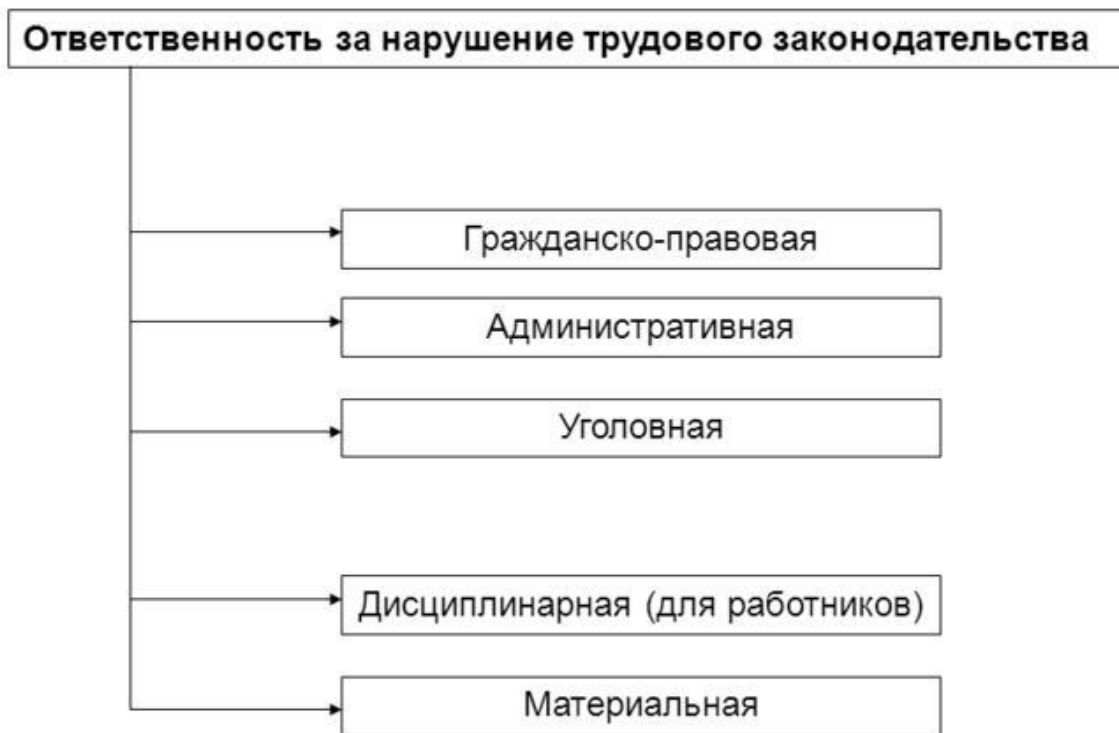 Ответственность за нарушение трудового законодательства
Гражданско-правовая
Административная
Уголовная
Дисциплинарная (для работников)
Материальная